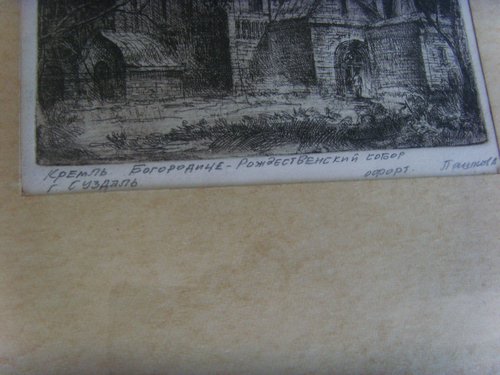 Кремль Богородице-Рождественский собор
г. Суздаль офорт.